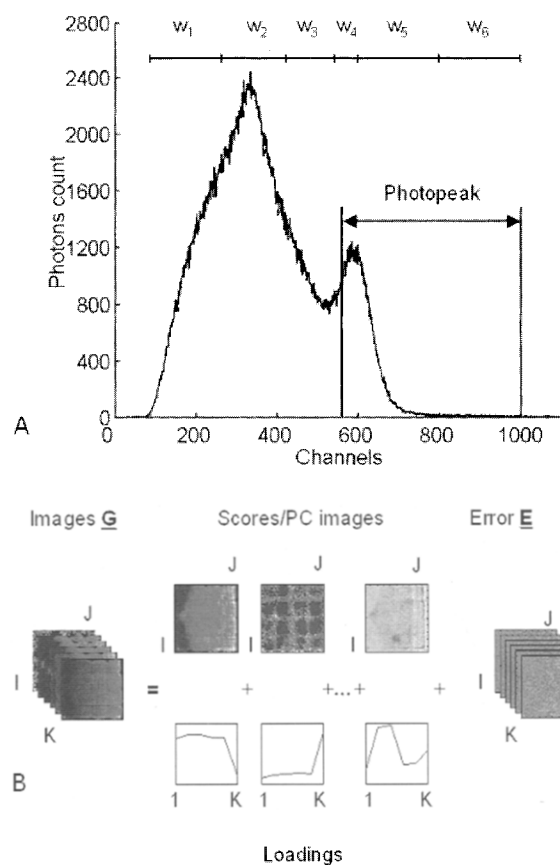 w1 w2 w3 w4 w5 w6
2800
2400
2000
1600
1200
800
400
0
Photons count
Photopeak
0 200 400 600 800 1000
Channels
A
Images G Scores/PC images Error E
J J J J
I I I I
K = + +...+ + K
1 K 1 K 1 K
B
Loadings